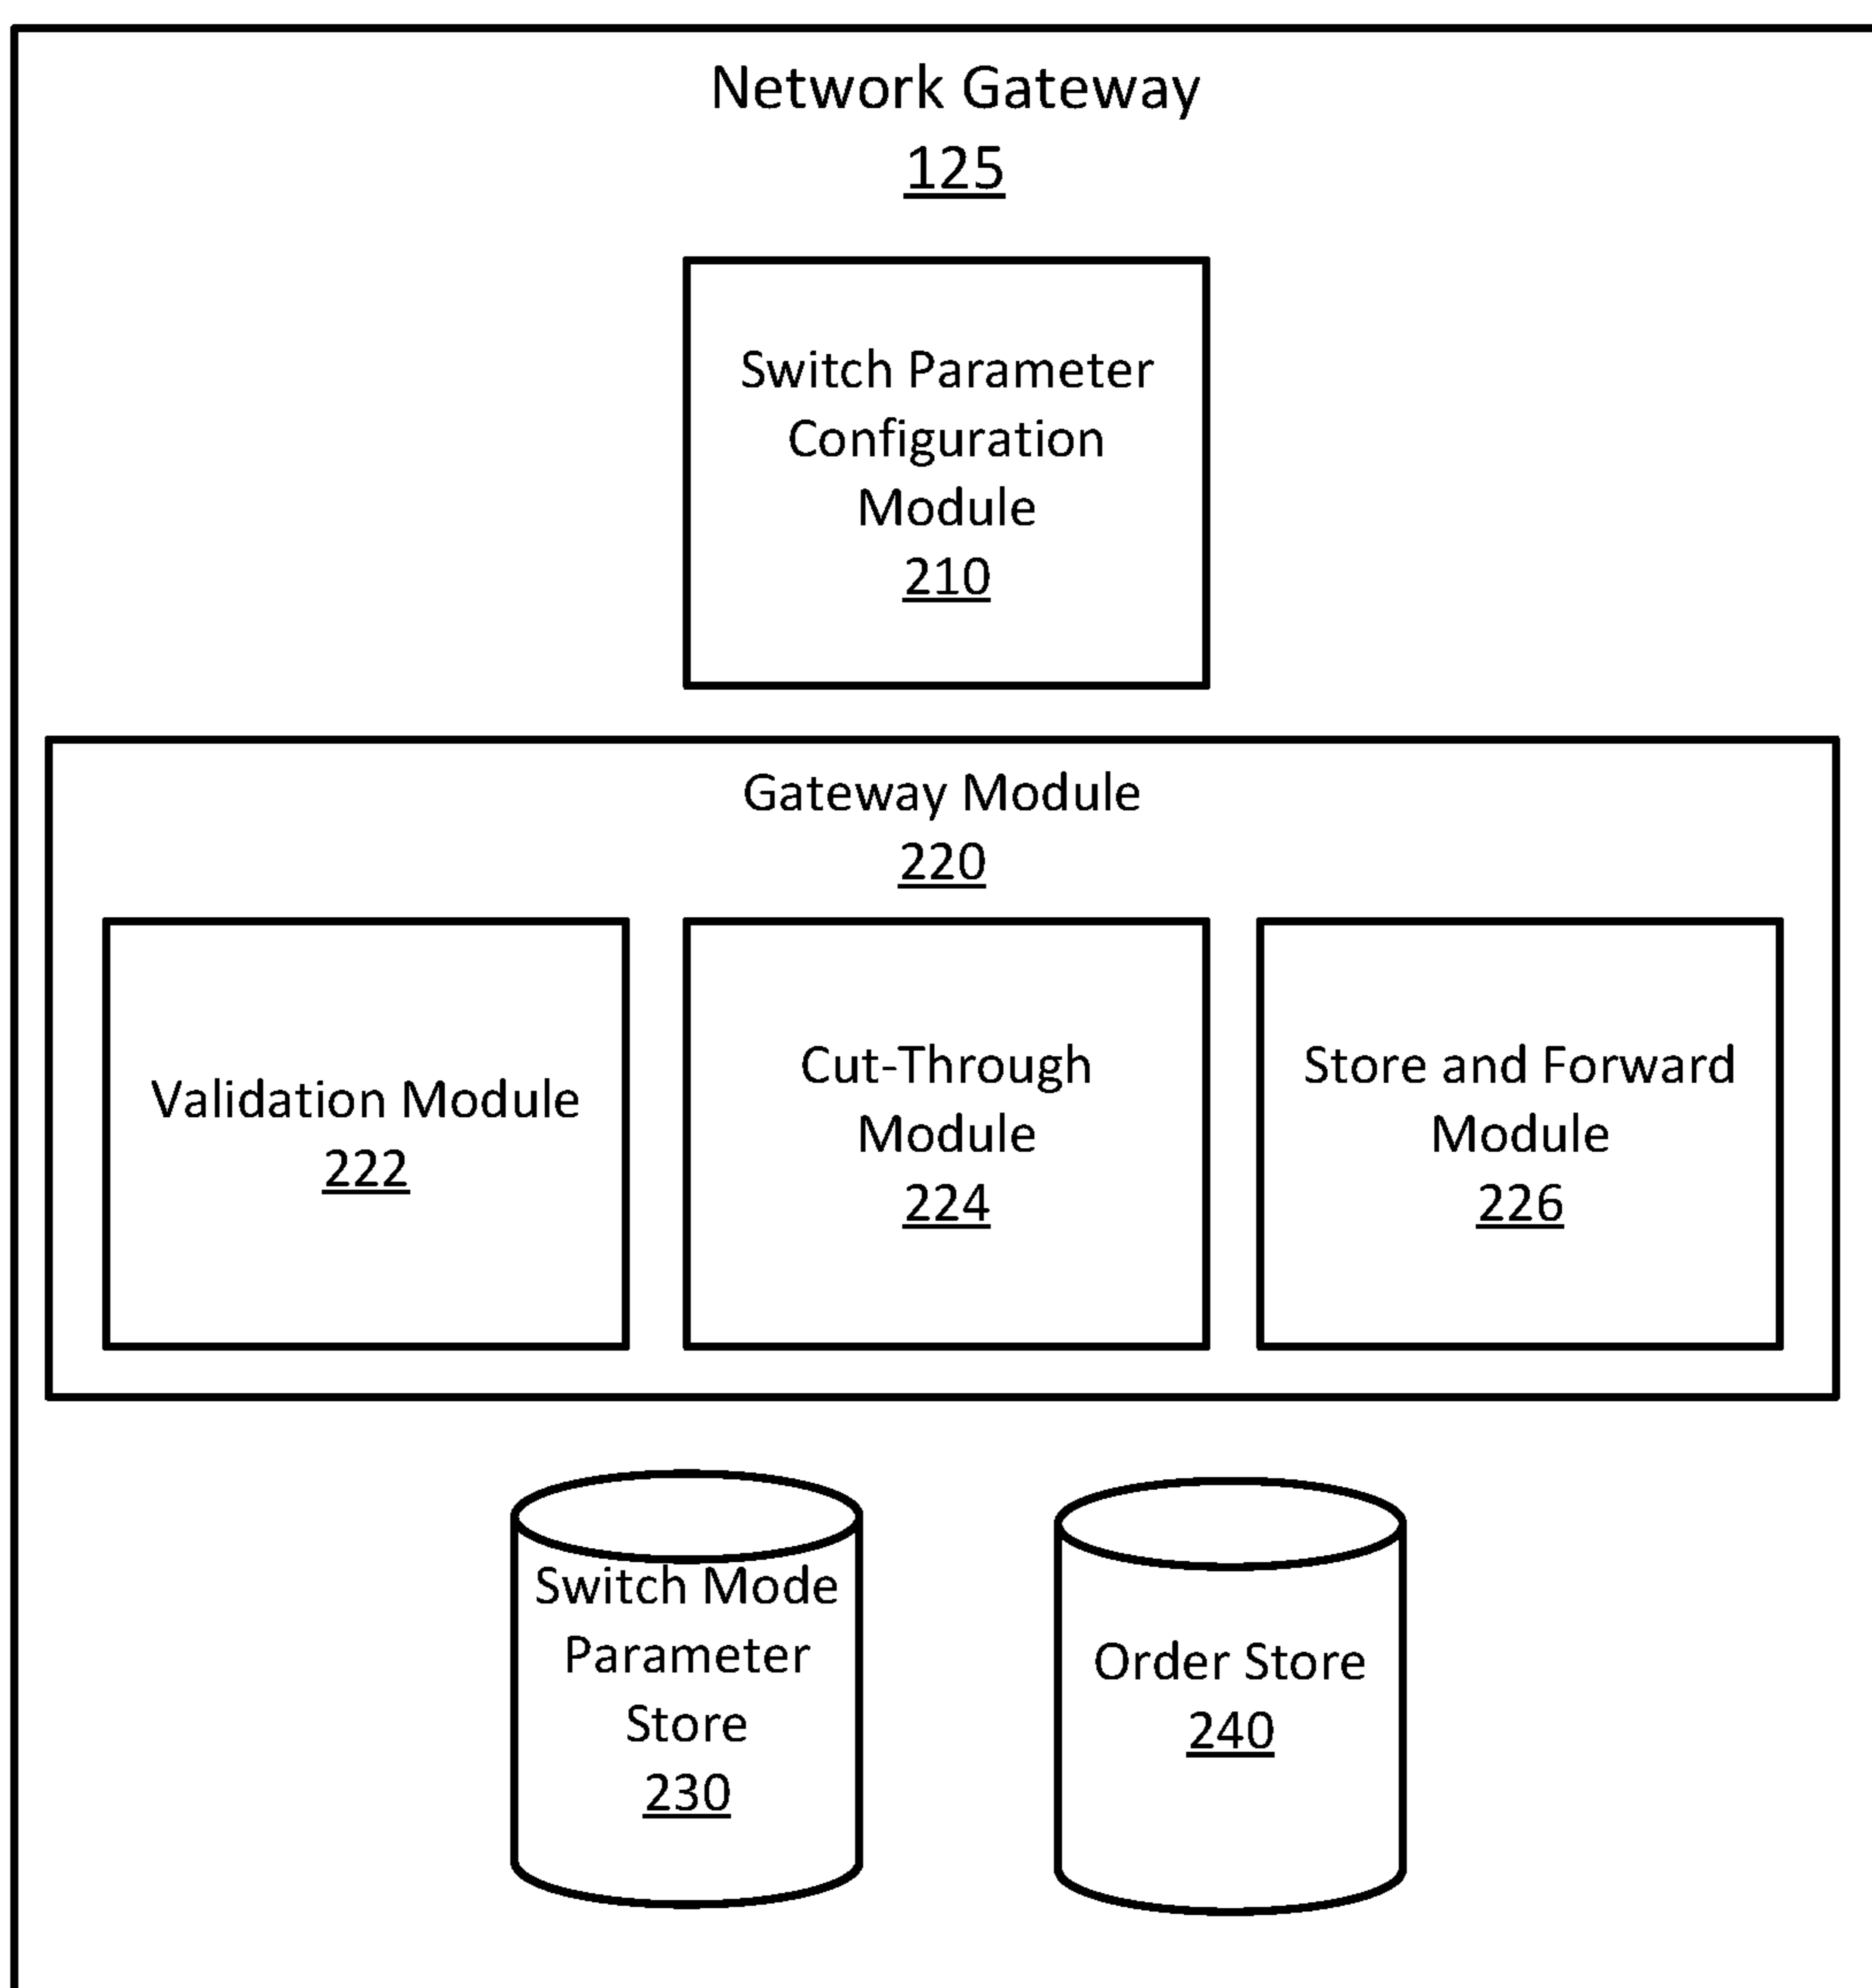 Network Gateway
125
Switch Parameter
Configuration
Module
210
Gateway Module
220
Validation Module
222
Cut-Through
Module
224
Store and Forward
Module
226
Switch Mode
Parameter
Store
230
Order Store
240